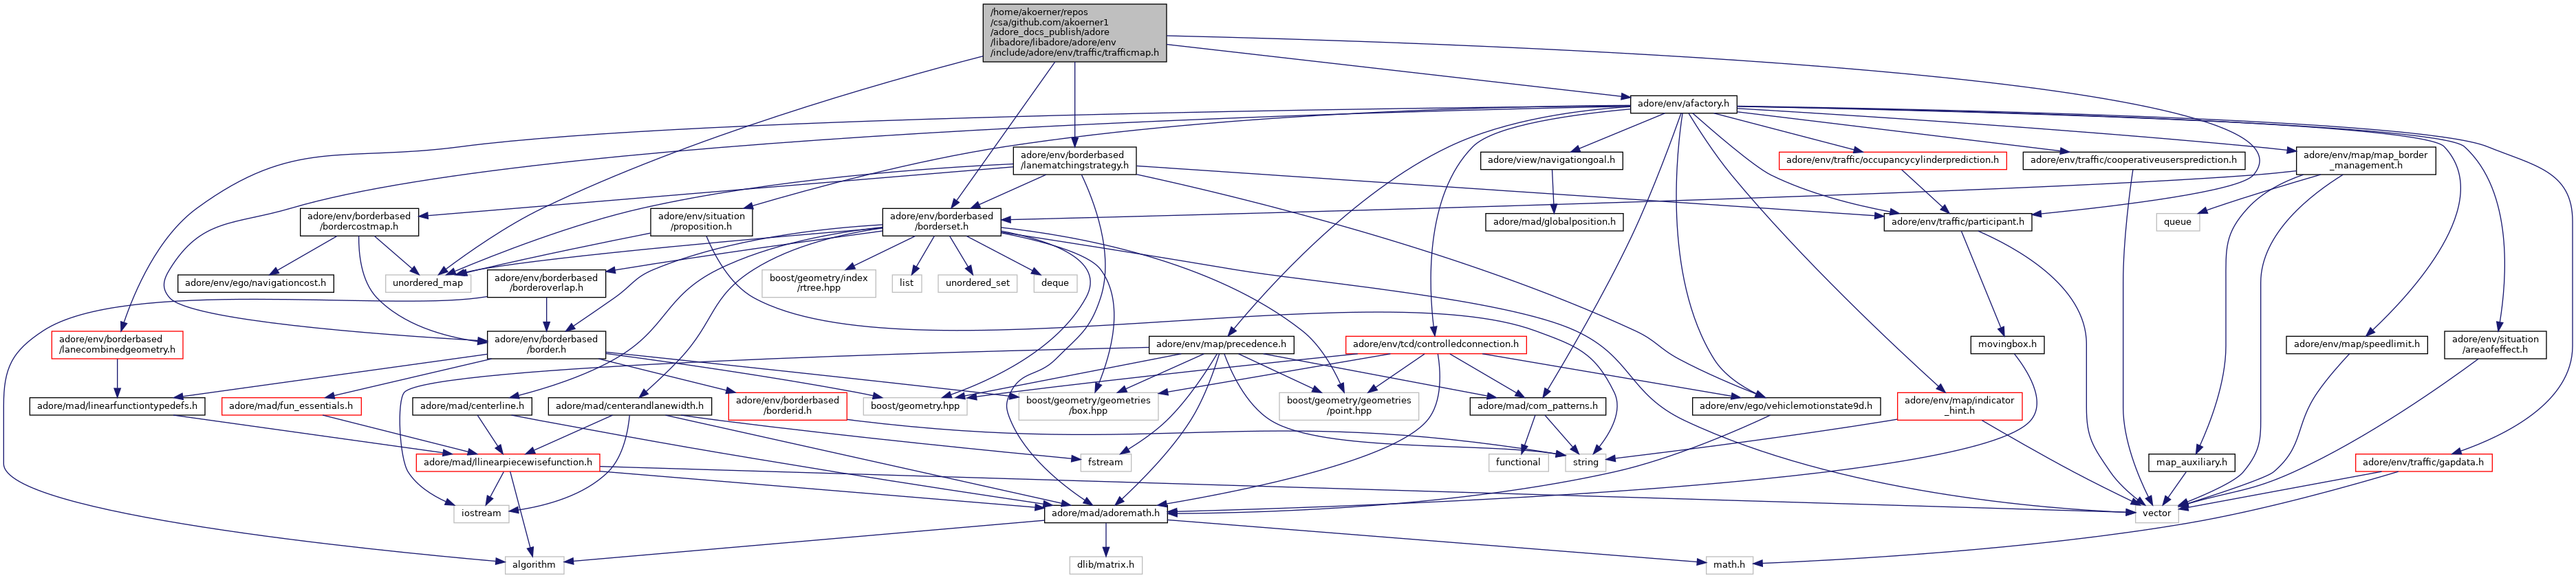 /home/akoerner/repos
/csa/github.com/akoerner1
/adore_docs_publish/adore
/libadore/libadore/adore/env
/include/adore/env/traffic/trafficmap.h
adore/env/afactory.h
adore/env/borderbased
/lanematchingstrategy.h
adore/view/navigationgoal.h
adore/env/traffic/occupancycylinderprediction.h
adore/env/traffic/cooperativeusersprediction.h
adore/env/map/map_border
_management.h
adore/env/borderbased
/bordercostmap.h
adore/env/situation
/proposition.h
adore/env/borderbased
/borderset.h
adore/mad/globalposition.h
adore/env/traffic/participant.h
queue
adore/env/ego/navigationcost.h
unordered_map
adore/env/borderbased
/borderoverlap.h
boost/geometry/index
/rtree.hpp
list
unordered_set
deque
adore/env/borderbased
/lanecombinedgeometry.h
adore/env/borderbased
/border.h
adore/env/map/precedence.h
adore/env/tcd/controlledconnection.h
movingbox.h
adore/env/map/speedlimit.h
adore/env/situation
/areaofeffect.h
adore/mad/linearfunctiontypedefs.h
adore/mad/fun_essentials.h
adore/mad/centerline.h
adore/mad/centerandlanewidth.h
adore/env/borderbased
/borderid.h
boost/geometry.hpp
boost/geometry/geometries
/box.hpp
boost/geometry/geometries
/point.hpp
adore/mad/com_patterns.h
adore/env/ego/vehiclemotionstate9d.h
adore/env/map/indicator
_hint.h
adore/mad/llinearpiecewisefunction.h
fstream
functional
string
map_auxiliary.h
adore/env/traffic/gapdata.h
iostream
adore/mad/adoremath.h
vector
algorithm
dlib/matrix.h
math.h